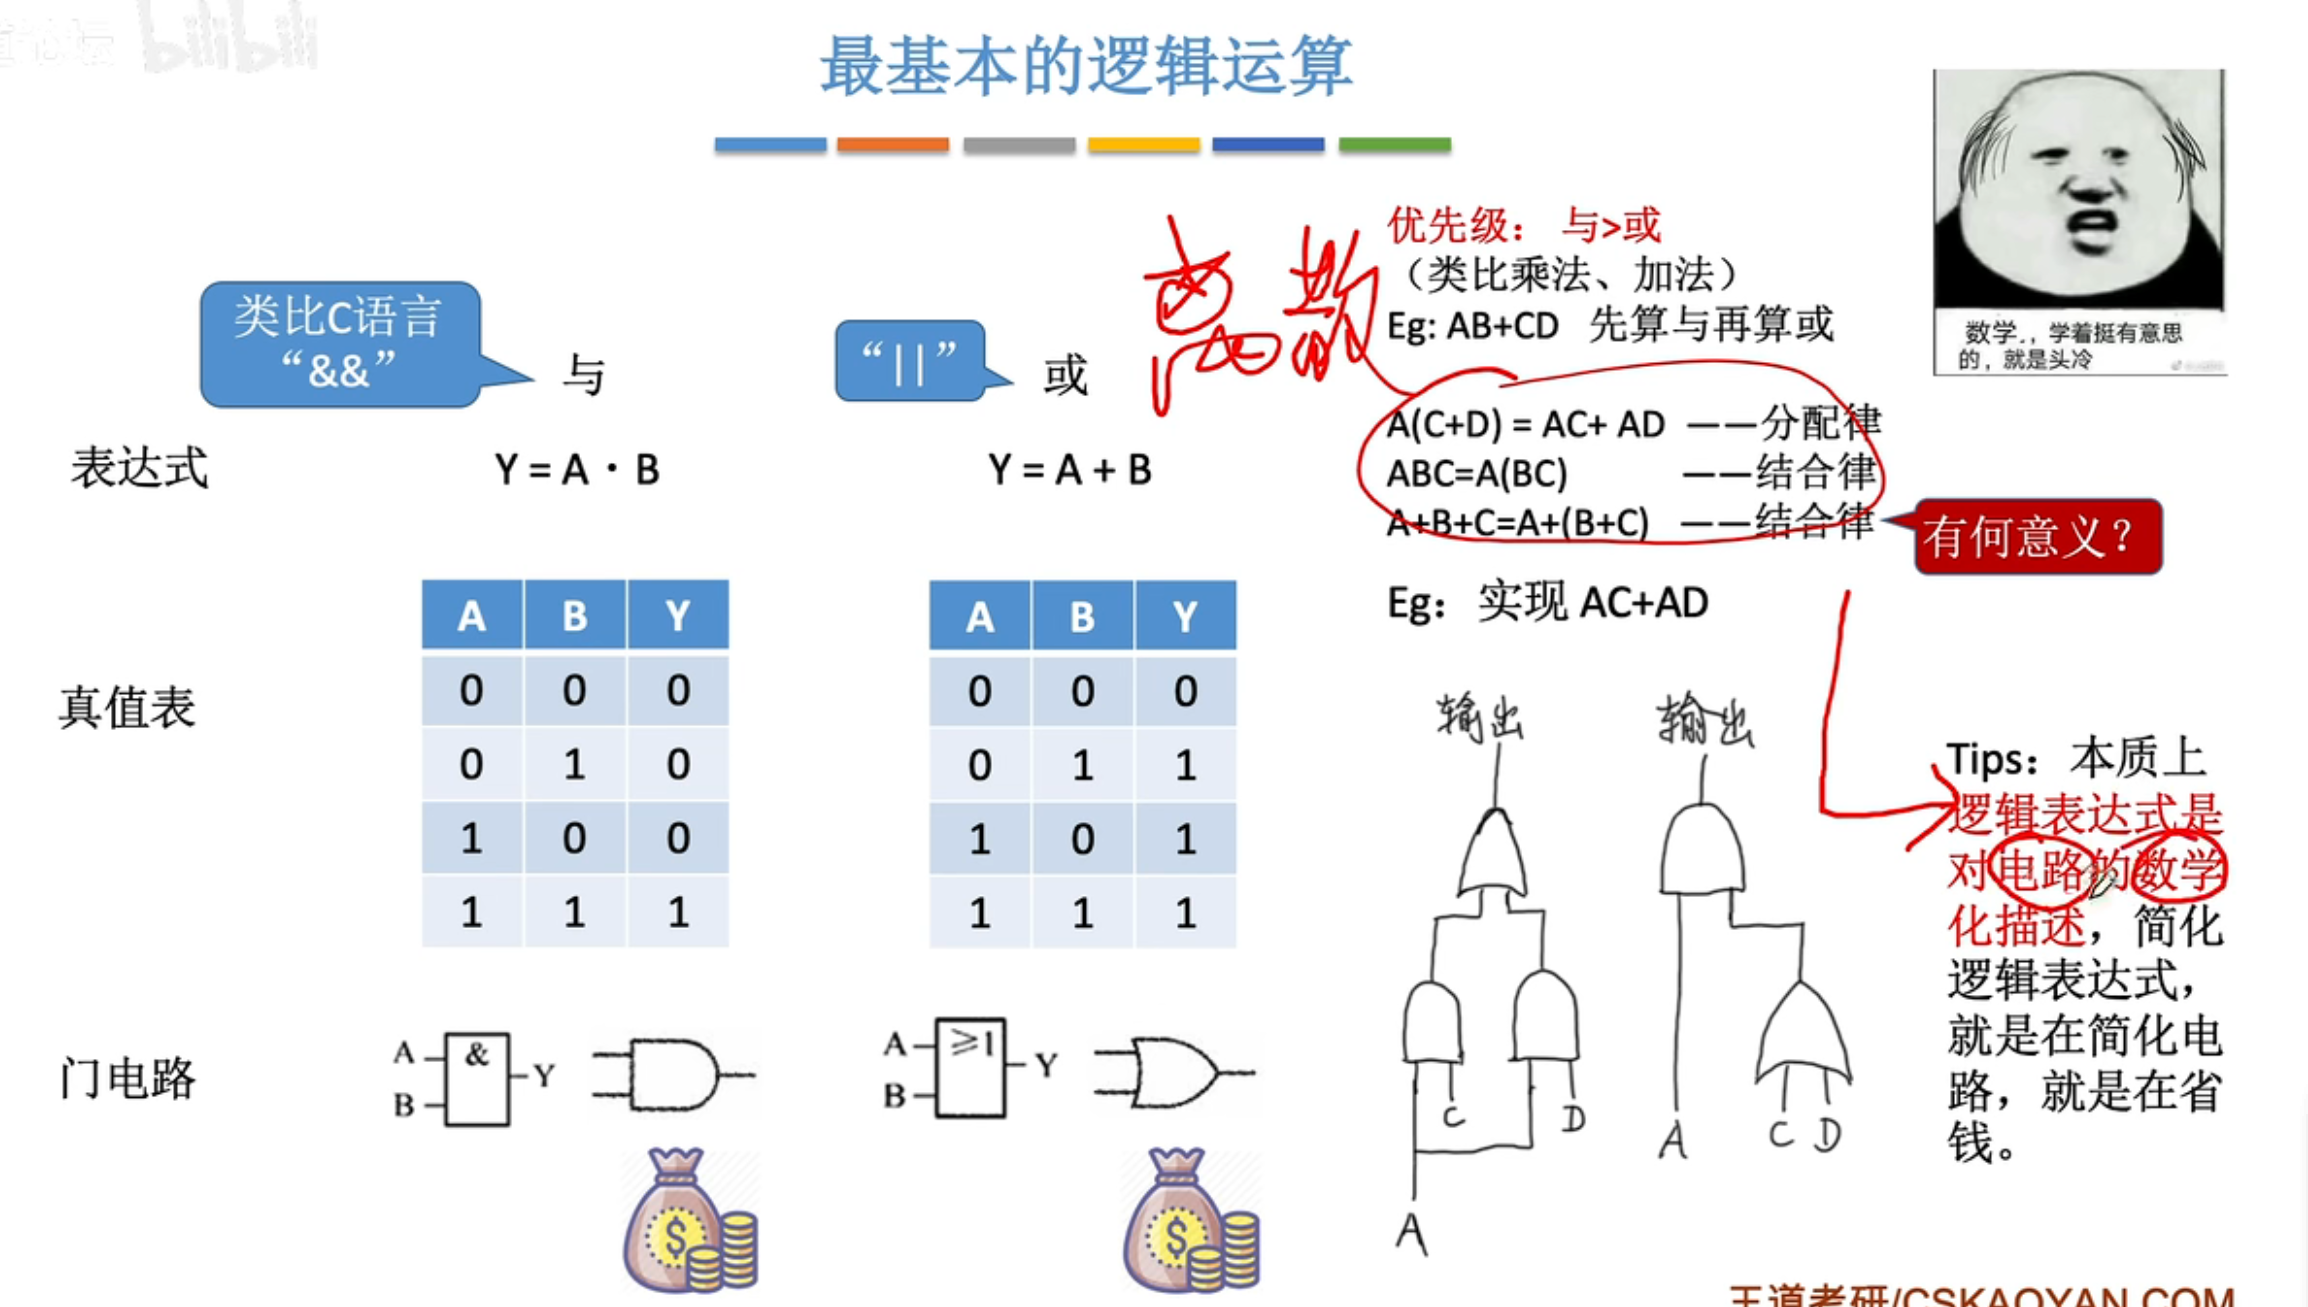 bilibili
最基本的逻辑运算
类比C语言
“&&”
与
“||”
或
离散
优先级： 与>或
（类比乘法、加法）
Eg: AB+CD 先算与再算或
数学.，学着挺有意思
的，就是头冷
表达式
Y = A · B
Y = A + B
A(C+D) = AC+ AD ——分配律
ABC=A(BC) ——结合律
A+B+C=A+(B+C) ——结合律
有何意义？
Eg：实现 AC+AD
真值表
A B Y
0 0 0
0 1 0
1 0 0
1 1 1
A B Y
0 0 0
0 1 1
1 0 1
1 1 1
输出
输出
C
D
A
A
C D
Tips：本质上
逻辑表达式是
对电路的数学
化描述，简化
逻辑表达式，
就是在简化电
路，就是在省
钱。
门电路
A
B
&
Y
A
B
≥1
Y
$
$
王道考研/CSKAOYAN.COM